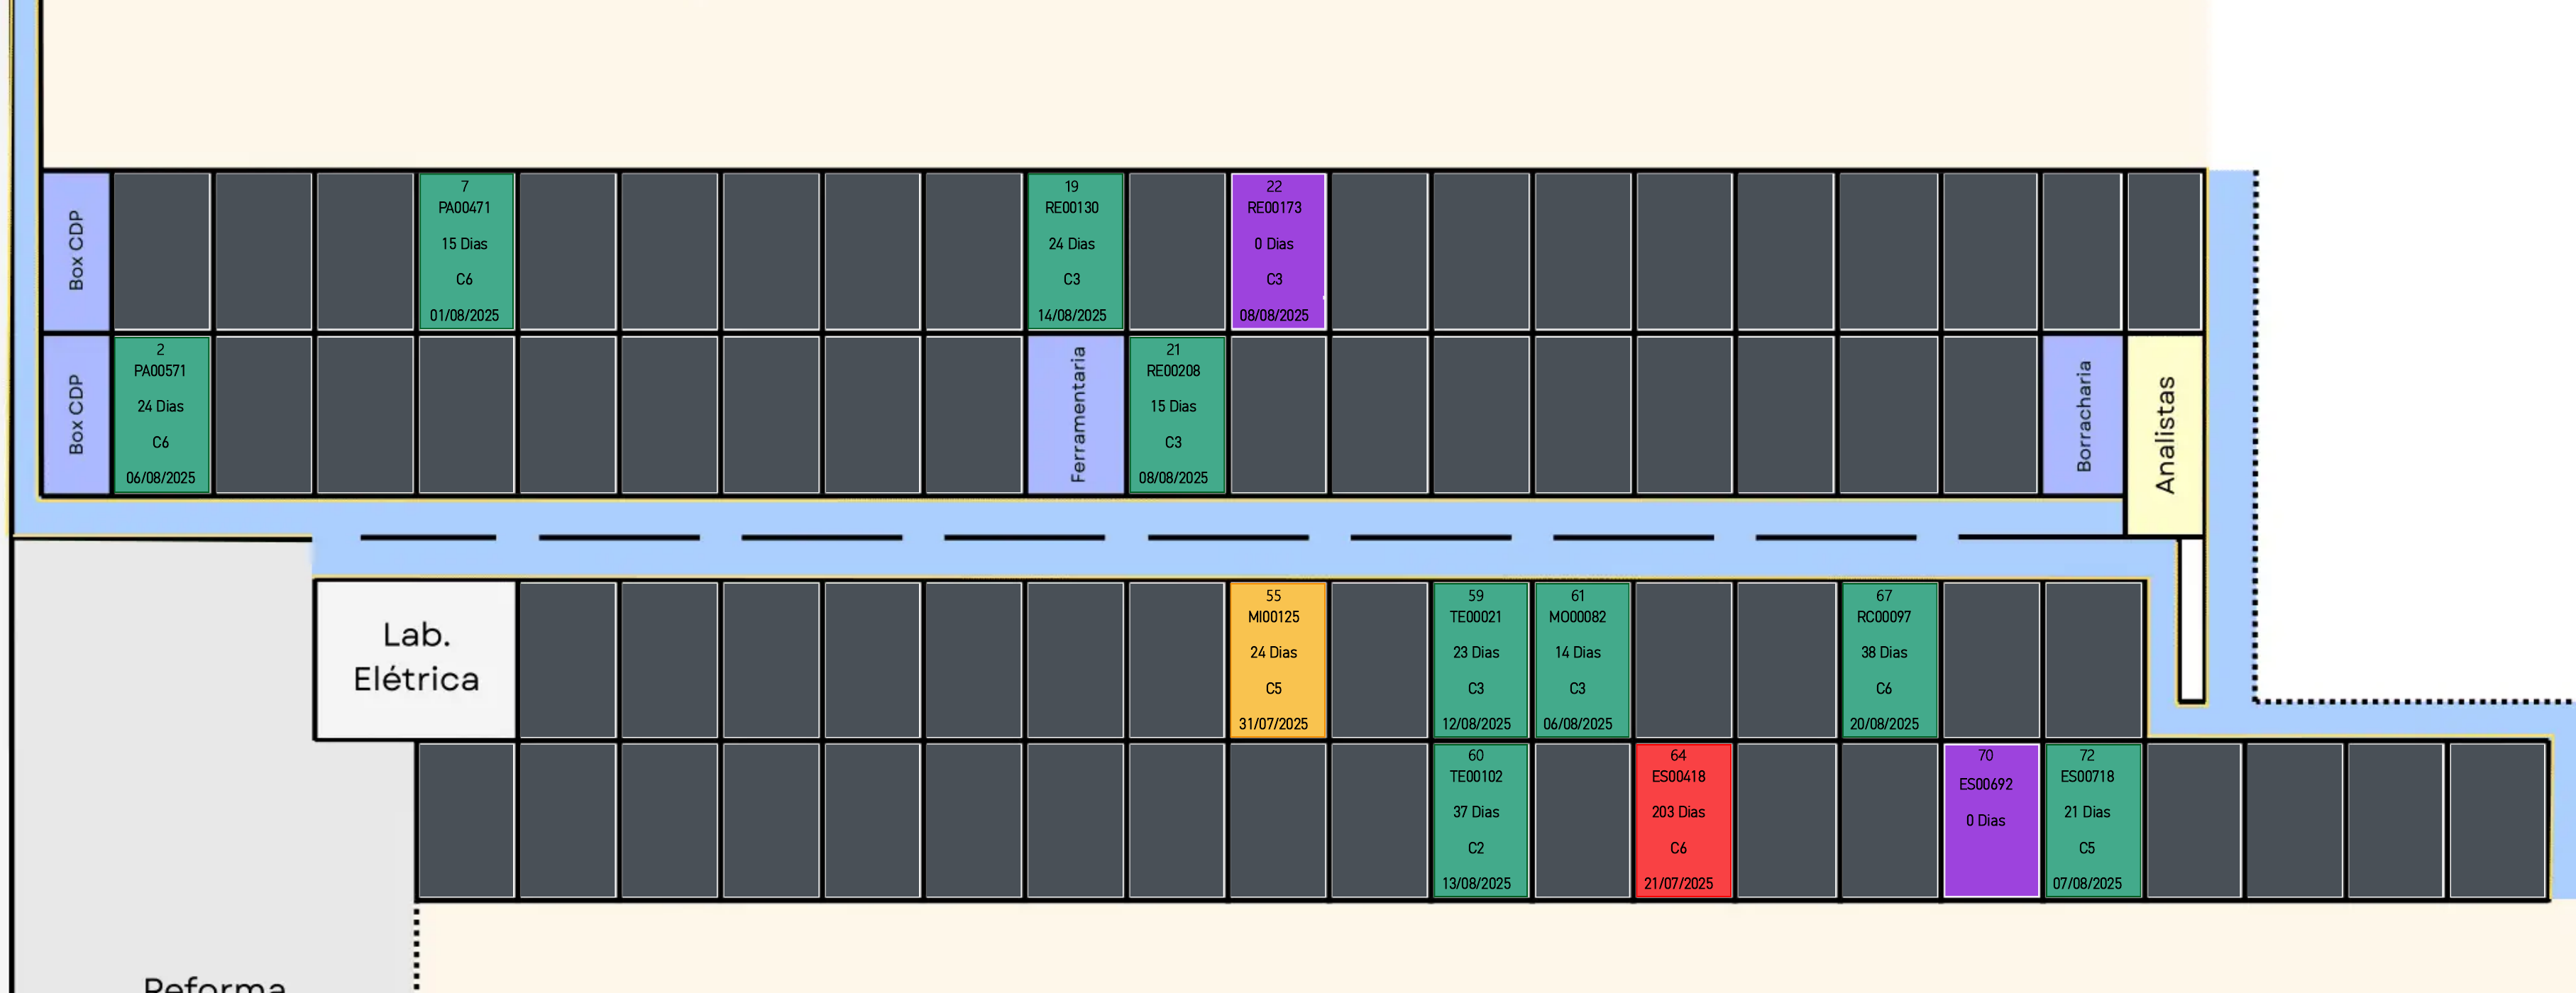 Box CDP
7
PA00471
15 Dias
C6
01/08/2025
19
RE00130
24 Dias
C3
14/08/2025
22
RE00173
0 Dias
C3
08/08/2025
Box CDP
2
PA00571
24 Dias
C6
06/08/2025
Ferramentaria
21
RE00208
15 Dias
C3
08/08/2025
Borracharia
Analistas
Lab.
Elétrica
55
MI00125
24 Dias
C5
31/07/2025
59
TE00021
23 Dias
C3
12/08/2025
61
MO00082
14 Dias
C3
06/08/2025
67
RC00097
38 Dias
C6
20/08/2025
60
TE00102
37 Dias
C2
13/08/2025
64
ES00418
203 Dias
C6
21/07/2025
70
ES00692
0 Dias
72
ES00718
21 Dias
C5
07/08/2025
Reforma